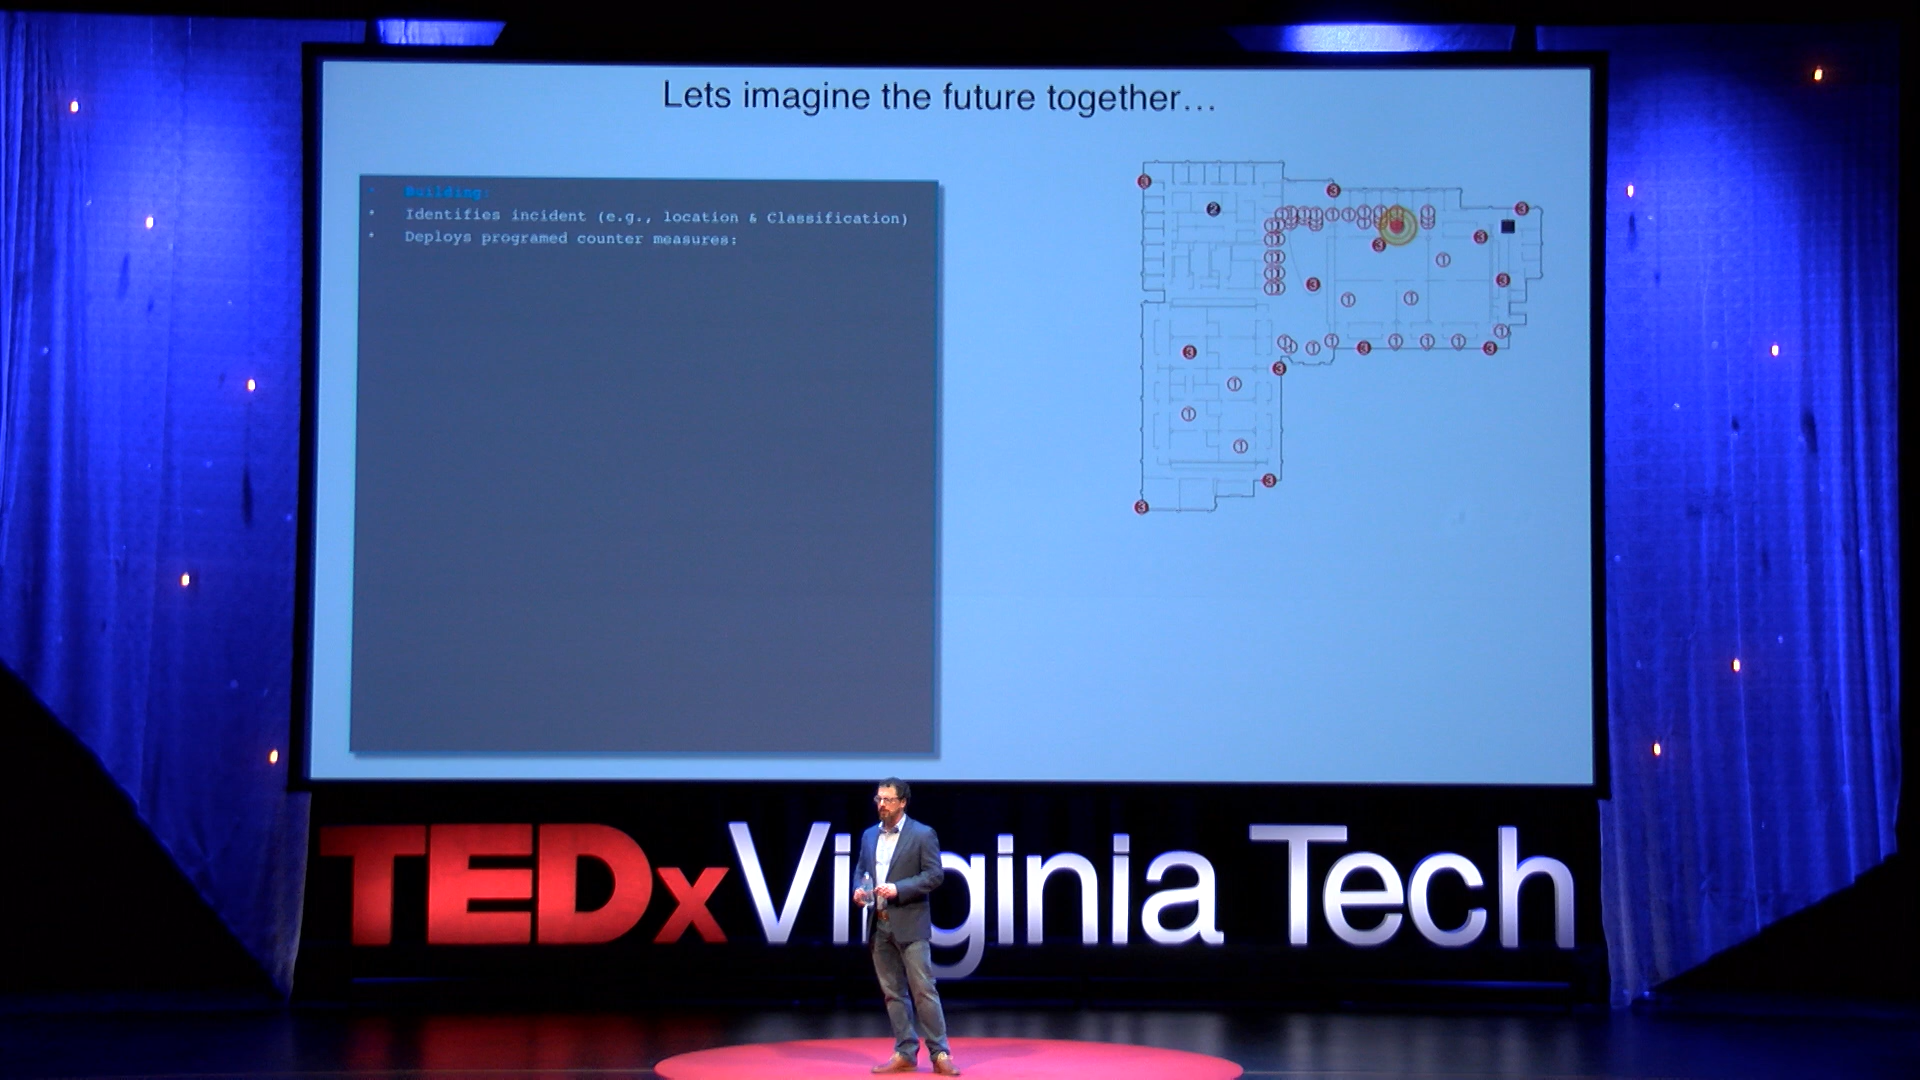 Lets imagine the future together…
Building:
Identifies incident (e.g., location & Classification)
Deploys programed counter measures:
TEDxVirginia Tech